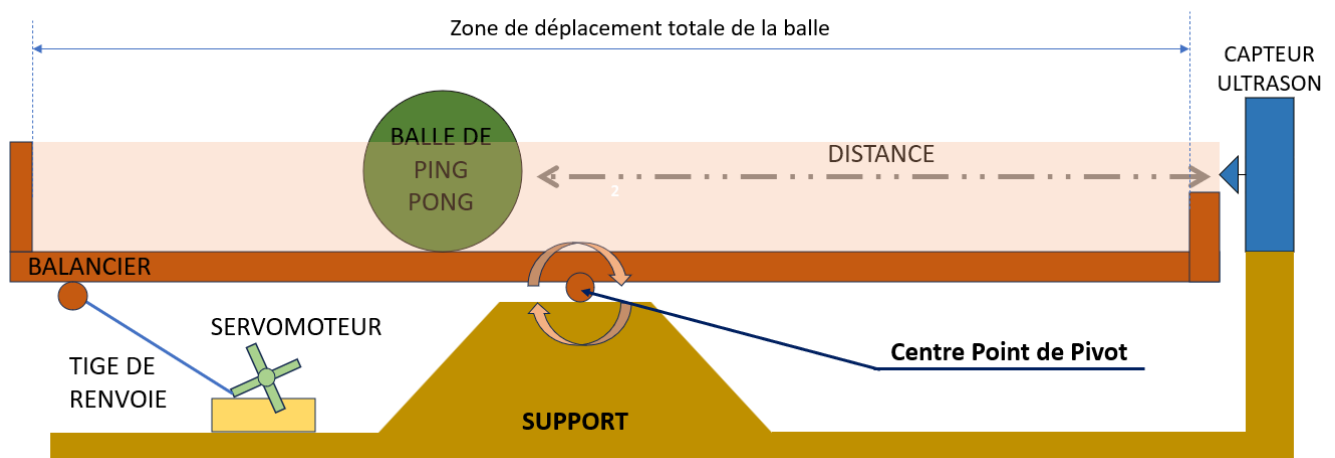 Zone de déplacement totale de la balle
CAPTEUR
ULTRASON
BALLE DE
PING
PONG
DISTANCE
2
BALANCIER
SERVOMOTEUR
TIGE DE
RENVOIE
Centre Point de Pivot
SUPPORT